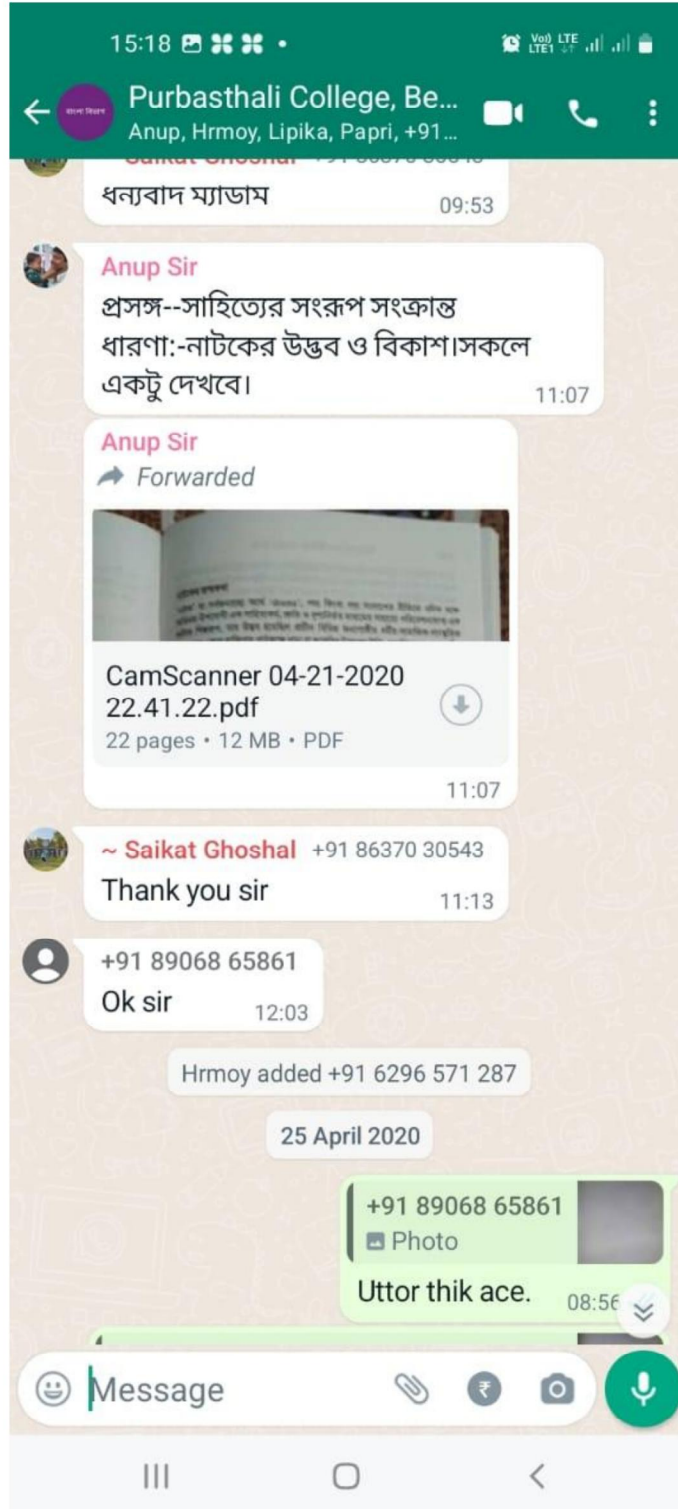 15:18
Vo)) LTE
LTE1
Purbasthali College, Be...
Anup, Hrmoy, Lipika, Papri, +91...
ধন্যবাদ ম্যাডাম
09:53
Anup Sir
প্রসঙ্গ--সাহিত্যের সংরূপ সংক্রান্ত
ধারণা:-নাটকের উদ্ভব ও বিকাশ।সকলে
একটু দেখবে।
11:07
Anup Sir
Forwarded
CamScanner 04-21-2020
22.41.22.pdf
22 pages • 12 MB • PDF
11:07
~ Saikat Ghoshal +91 86370 30543
Thank you sir
11:13
+91 89068 65861
Ok sir
12:03
Hrmoy added +91 6296 571 287
25 April 2020
+91 89068 65861
Photo
Uttor thik ace.
08:56
Message